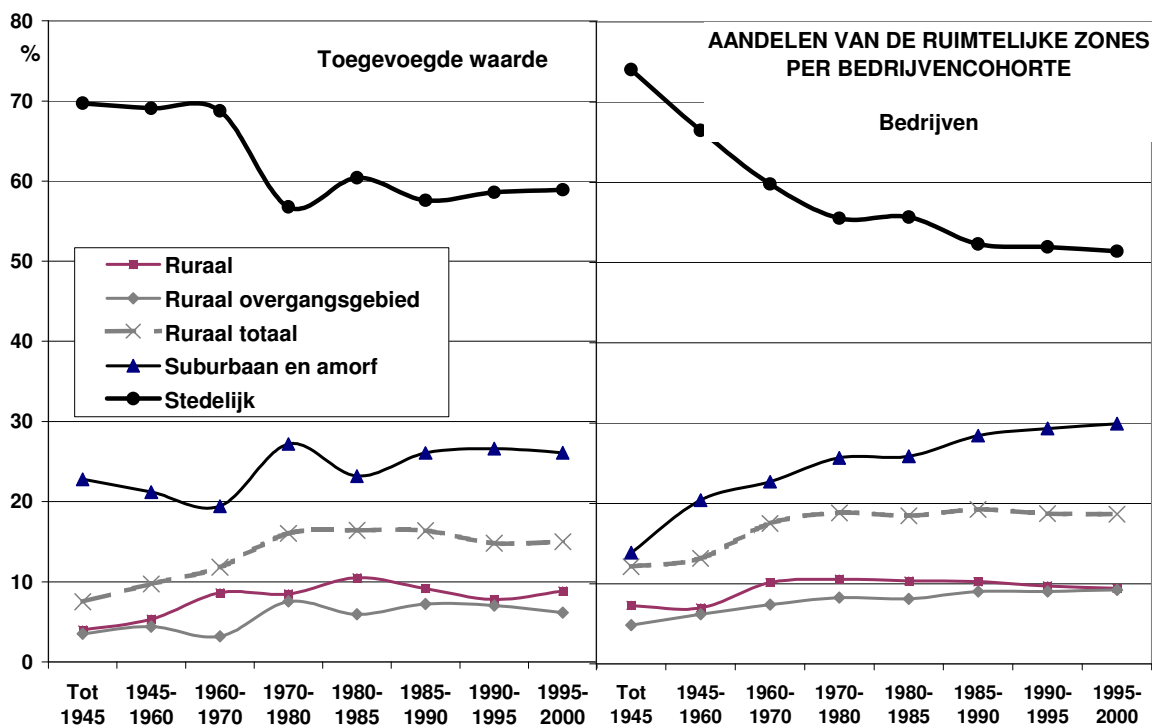 80
%
70
60
50
40
30
20
10
0
Toegevoegde waarde
AANDELEN VAN DE RUIMTELIJKE ZONES
PER BEDRIJVENCOHORTE
Bedrijven
Ruraal
Ruraal overgangsgebied
Ruraal totaal
Suburbaan en amorf
Stedelijk
Tot 1945- 1960- 1970- 1980- 1985- 1990- 1995-
1945 1960 1970 1980 1985 1990 1995 2000
Tot 1945- 1960- 1970- 1980- 1985- 1990- 1995-
1945 1960 1970 1980 1985 1990 1995 2000